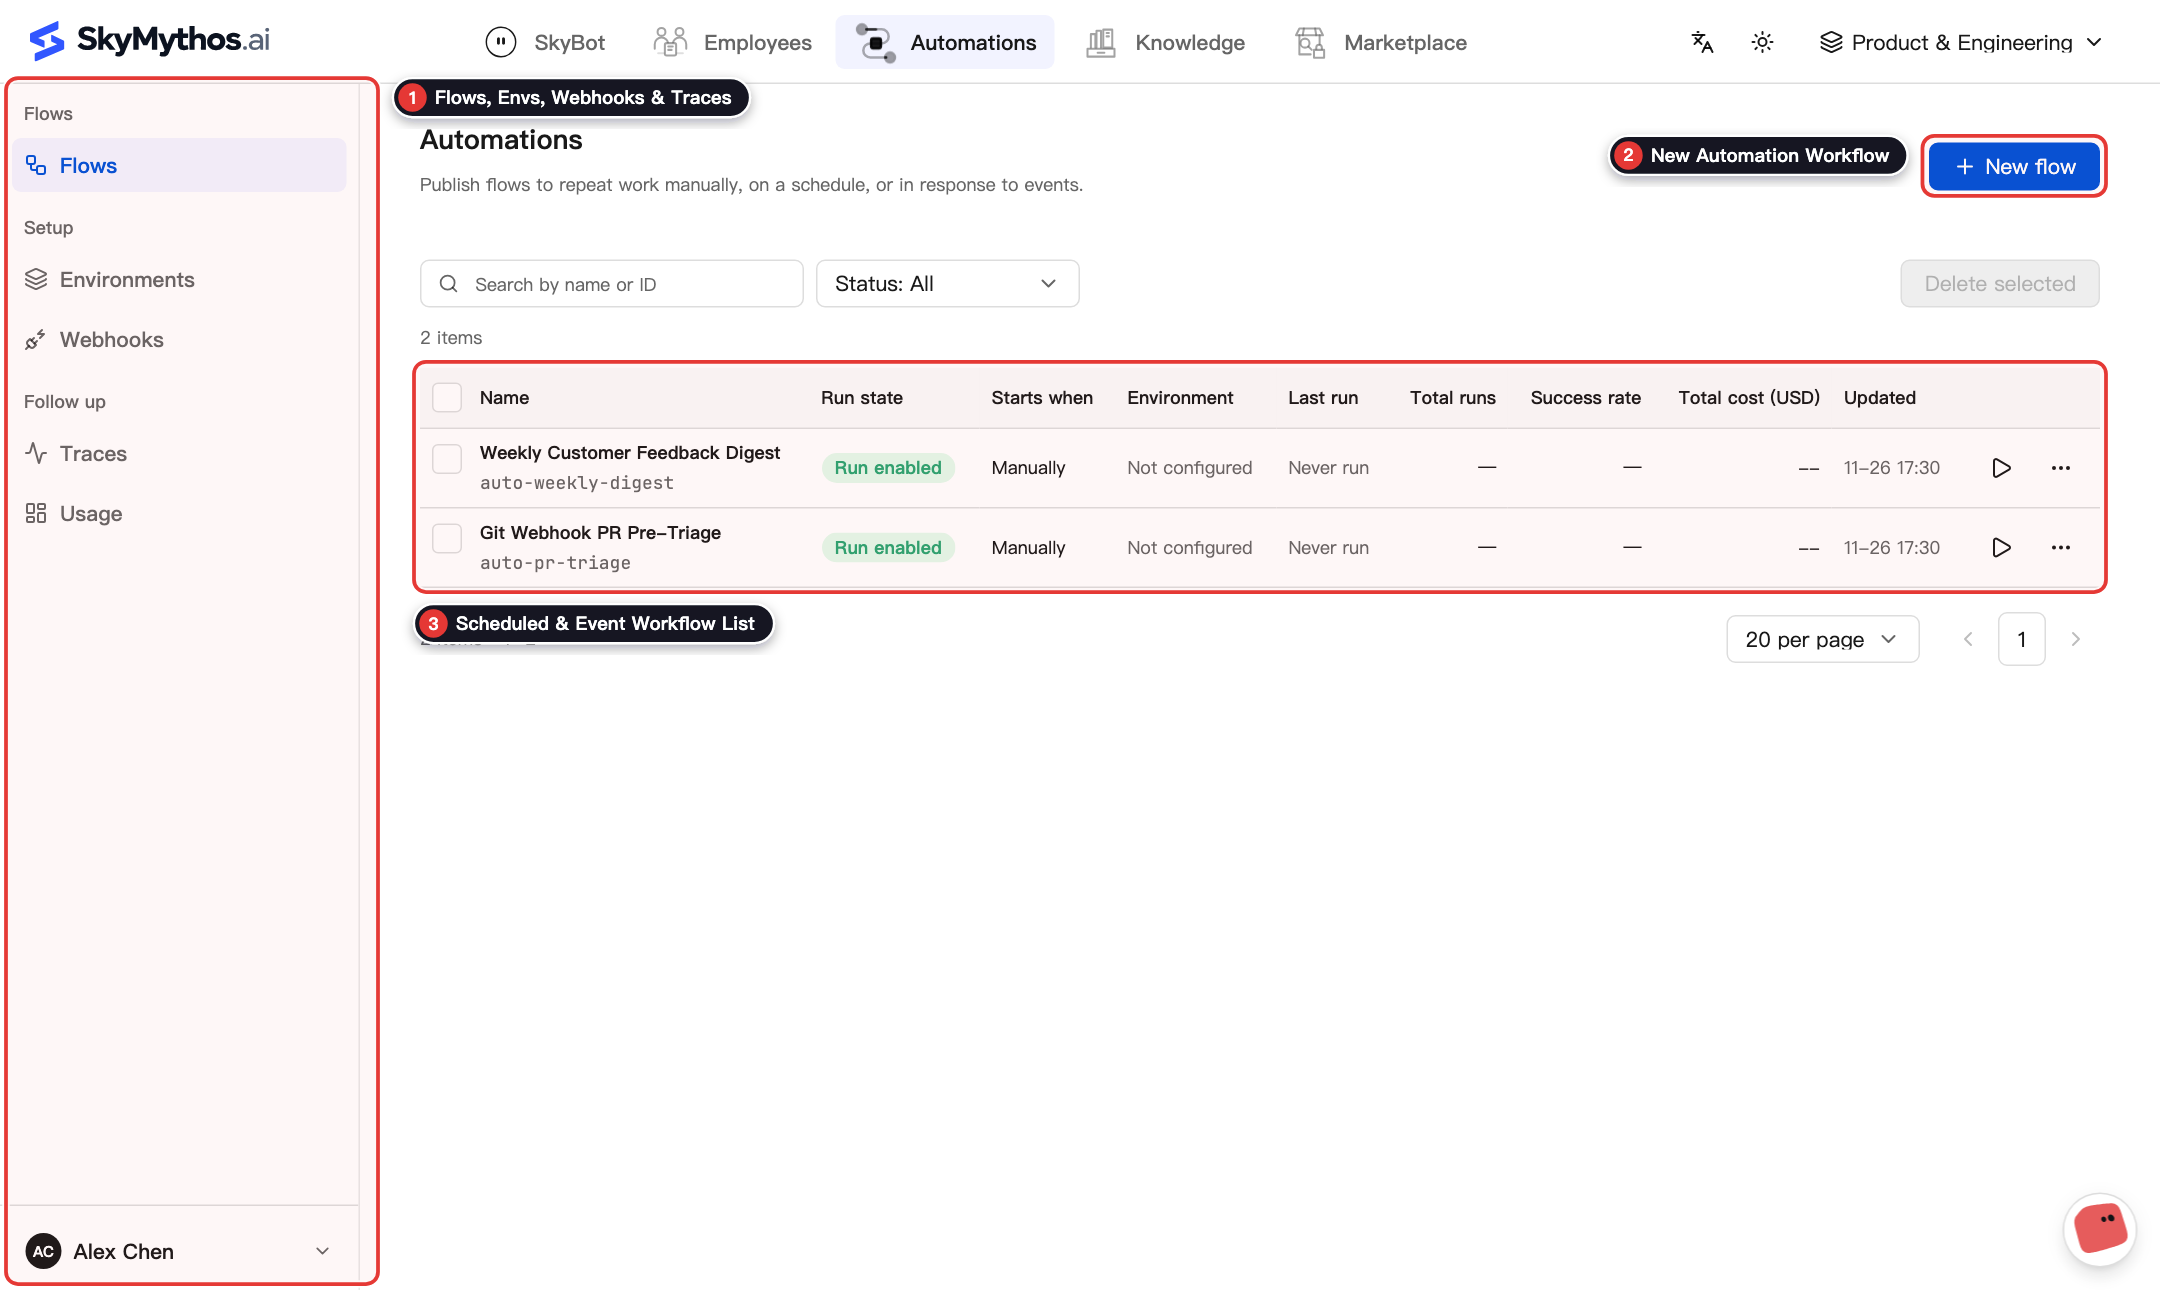 SkyMythos.ai
SkyBot
Employees
Automations
Knowledge
Marketplace
Product & Engineering
Flows
Flows
Setup
Environments
Webhooks
Follow up
Traces
Usage
AC Alex Chen
1 Flows, Envs, Webhooks & Traces
Automations
Publish flows to repeat work manually, on a schedule, or in response to events.
2 New Automation Workflow
+ New flow
Search by name or ID
Status: All
Delete selected
2 items
Name Run state Starts when Environment Last run Total runs Success rate Total cost (USD) Updated
Weekly Customer Feedback Digest
auto-weekly-digest
Run enabled Manually Not configured Never run — — -- 11-26 17:30
Git Webhook PR Pre-Triage
auto-pr-triage
Run enabled Manually Not configured Never run — — -- 11-26 17:30
3 Scheduled & Event Workflow List
20 per page
1